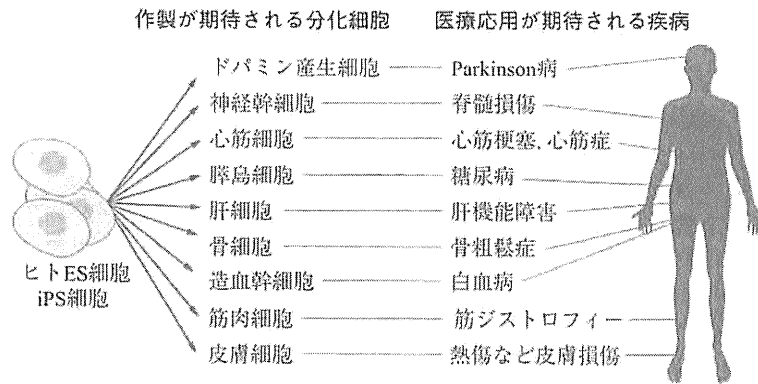 作製が期待される分化細胞 医療応用が期待される疾病
ドパミン産生細胞 Parkinson病
神経幹細胞 脊髄損傷
心筋細胞 心筋梗塞,心筋症
膵島細胞 糖尿病
肝細胞 肝機能障害
骨細胞 骨粗鬆症
造血幹細胞 白血病
筋肉細胞 筋ジストロフィー
皮膚細胞 熱傷など皮膚損傷
ヒトES細胞
iPS細胞